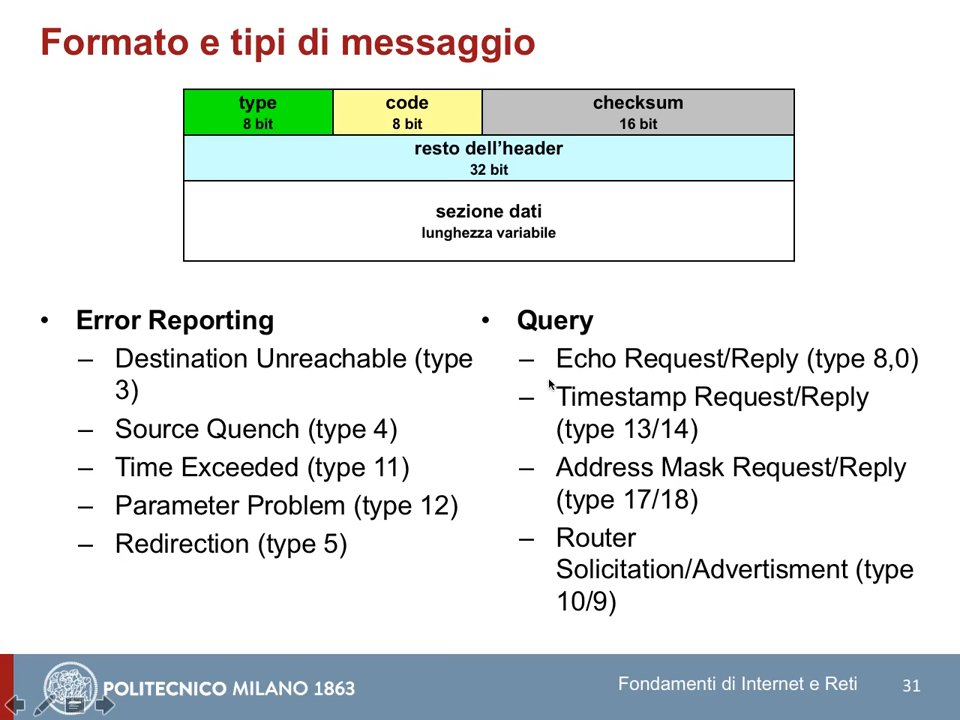 Formato e tipi di messaggio
type
8 bit
code
8 bit
checksum
16 bit
resto dell’header
32 bit
sezione dati
lunghezza variabile
• Error Reporting
– Destination Unreachable (type
3)
– Source Quench (type 4)
– Time Exceeded (type 11)
– Parameter Problem (type 12)
– Redirection (type 5)
• Query
– Echo Request/Reply (type 8,0)
– Timestamp Request/Reply
(type 13/14)
– Address Mask Request/Reply
(type 17/18)
– Router
Solicitation/Advertisment (type
10/9)
POLITECNICO MILANO 1863
Fondamenti di Internet e Reti
31